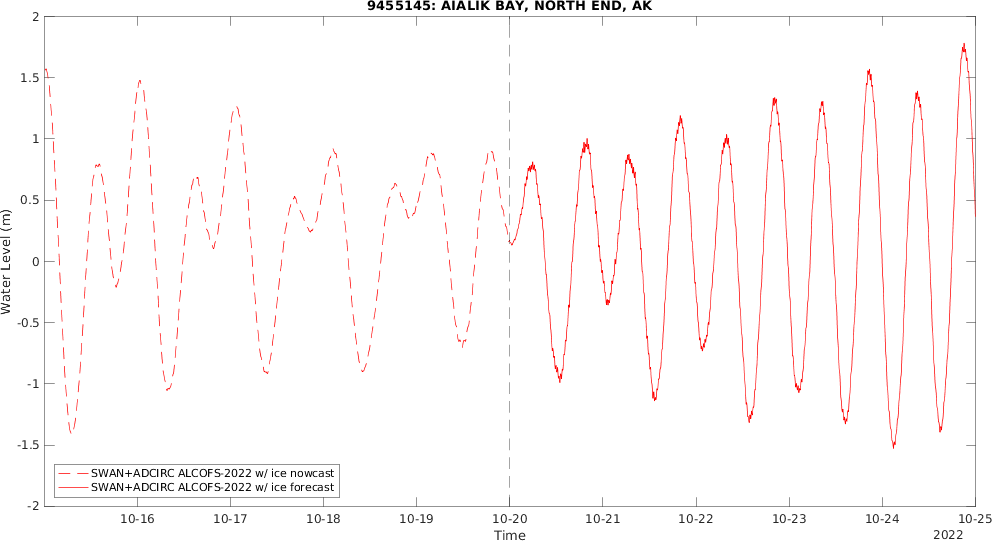 9455145: AIALIK BAY, NORTH END, AK
2
1.5
1
0.5
0
-0.5
-1
-1.5
-2
Water Level (m)
SWAN+ADCIRC ALCOFS-2022 w/ ice nowcast
SWAN+ADCIRC ALCOFS-2022 w/ ice forecast
10-16 10-17 10-18 10-19 10-20 10-21 10-22 10-23 10-24 10-25
Time
2022